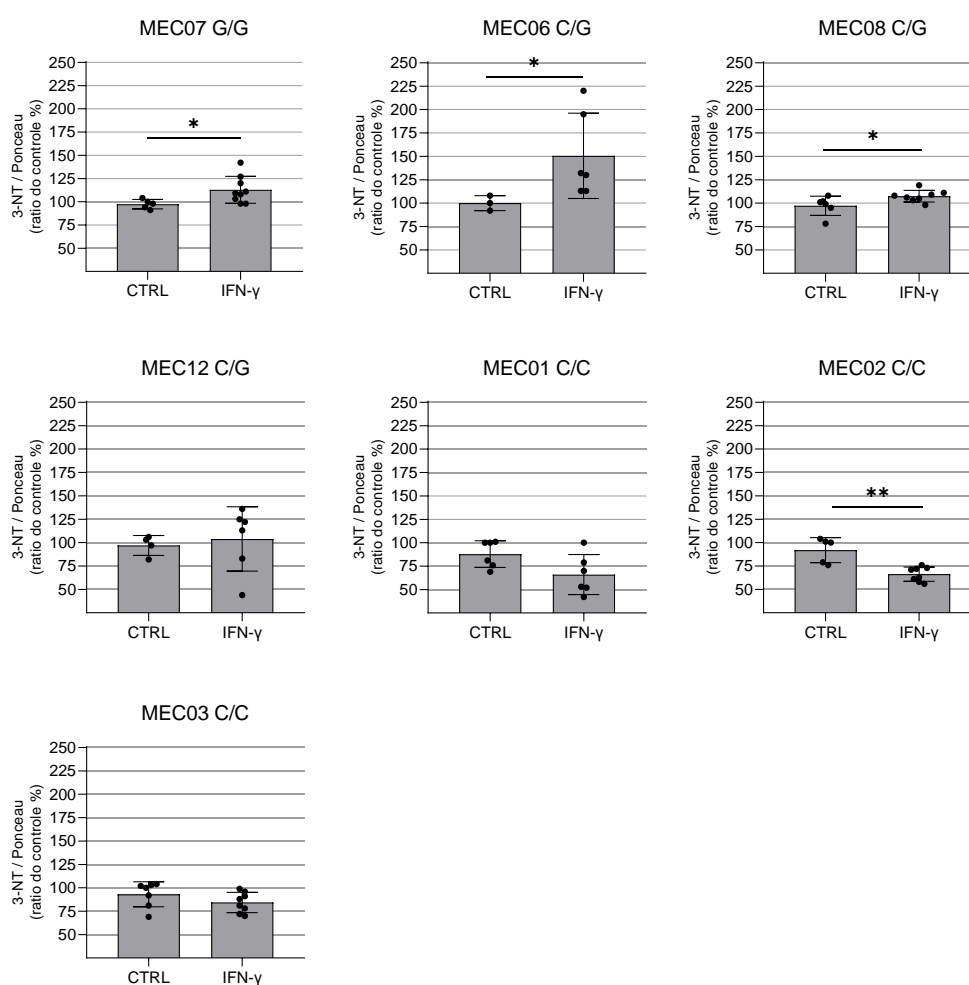 MEC07 G/G
3-NT / Ponceau
(ratio do controle %)
250
225
200
175
150
125
100
75
50
*
CTRL
IFN-γ
MEC06 C/G
3-NT / Ponceau
(ratio do controle %)
250
225
200
175
150
125
100
75
50
*
CTRL
IFN-γ
MEC08 C/G
3-NT / Ponceau
(ratio do controle %)
250
225
200
175
150
125
100
75
50
*
CTRL
IFN-γ
MEC12 C/G
3-NT / Ponceau
(ratio do controle %)
250
225
200
175
150
125
100
75
50
CTRL
IFN-γ
MEC01 C/C
3-NT / Ponceau
(ratio do controle %)
250
225
200
175
150
125
100
75
50
CTRL
IFN-γ
MEC02 C/C
3-NT / Ponceau
(ratio do controle %)
250
225
200
175
150
125
100
75
50
**
CTRL
IFN-γ
MEC03 C/C
3-NT / Ponceau
(ratio do controle %)
250
225
200
175
150
125
100
75
50
CTRL
IFN-γ